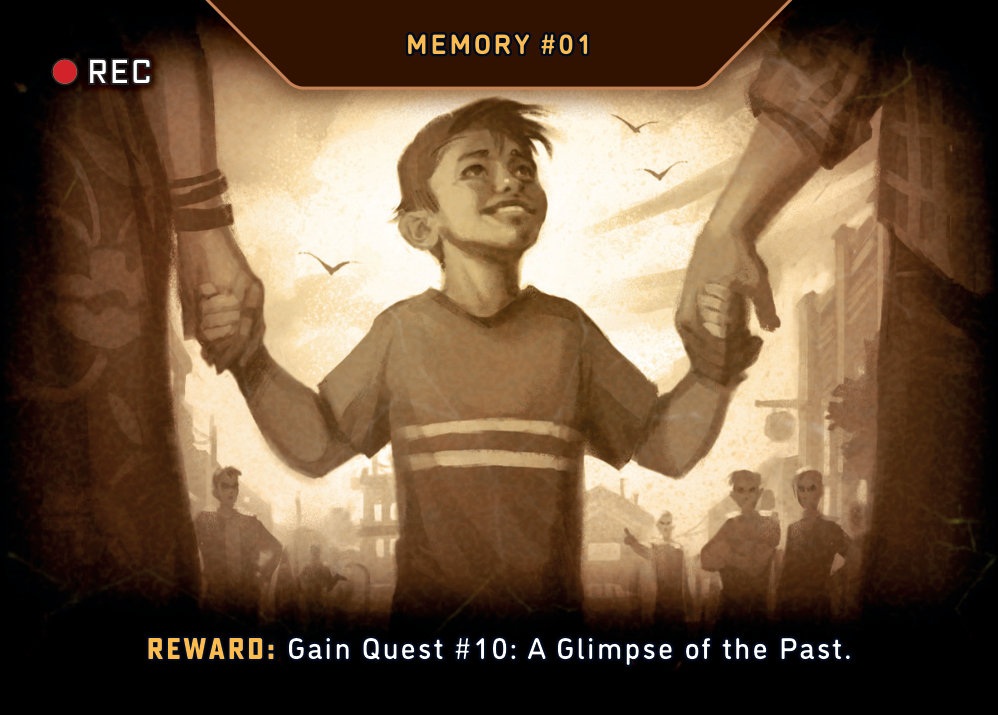 MEMORY #01
REC
REWARD: Gain Quest #10: A Glimpse of the Past.